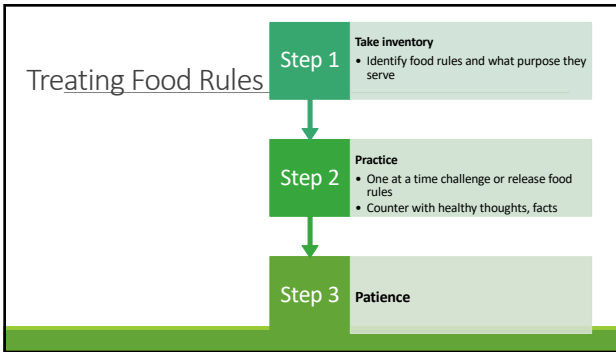 Treating Food Rules
Step 1
Take inventory
• Identify food rules and what purpose they
serve
Step 2
Practice
• One at a time challenge or release food
rules
• Counter with healthy thoughts, facts
Step 3
Patience